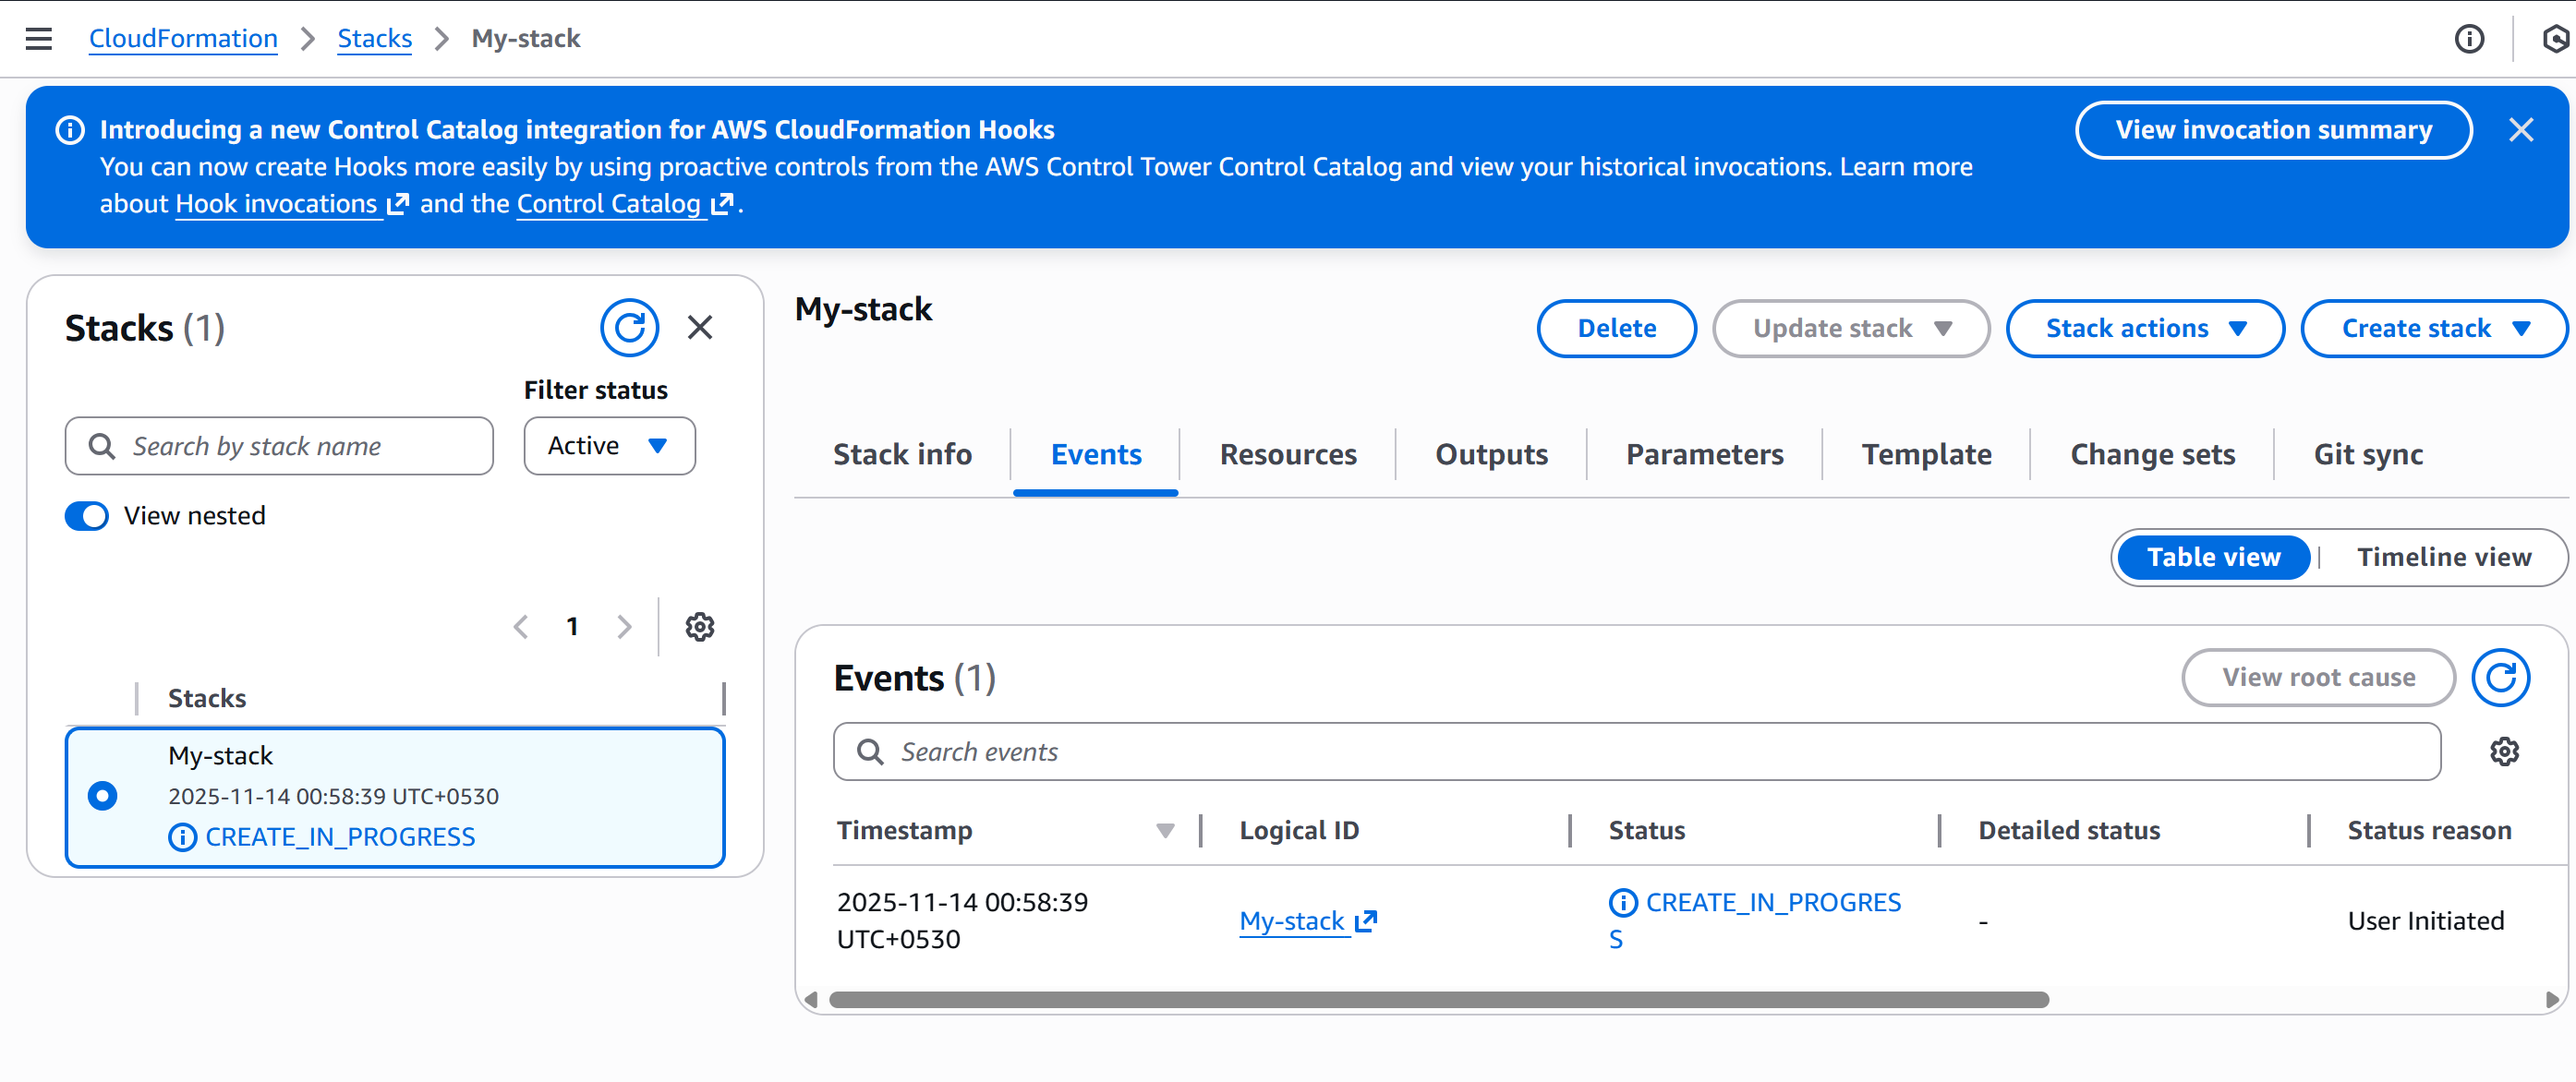 CloudFormation > Stacks > My-stack
Introducing a new Control Catalog integration for AWS CloudFormation Hooks
You can now create Hooks more easily by using proactive controls from the AWS Control Tower Control Catalog and view your historical invocations. Learn more
about Hook invocations and the Control Catalog .
View invocation summary
Stacks (1)
Filter status
Search by stack name
Active
View nested
1
Stacks
My-stack
2025-11-14 00:58:39 UTC+0530
CREATE_IN_PROGRESS
My-stack
Delete
Update stack
Stack actions
Create stack
Stack info
Events
Resources
Outputs
Parameters
Template
Change sets
Git sync
Table view
Timeline view
Events (1)
View root cause
Search events
Timestamp
Logical ID
Status
Detailed status
Status reason
2025-11-14 00:58:39
UTC+0530
My-stack
CREATE_IN_PROGRES
S
-
User Initiated